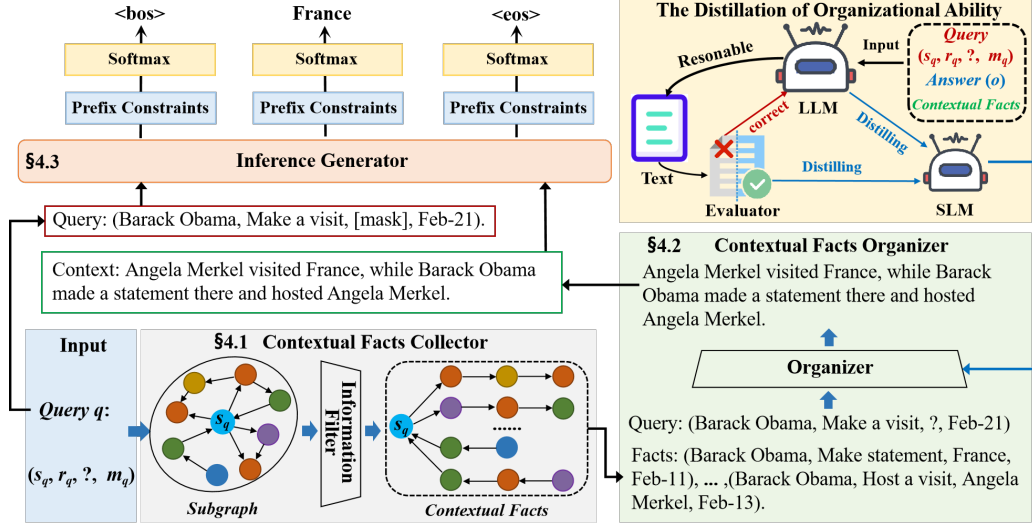 <bos>
France
<eos>
Softmax
Softmax
Softmax
Prefix Constraints
Prefix Constraints
Prefix Constraints
§4.3
Inference Generator
Query: (Barack Obama, Make a visit, [mask], Feb-21).
Context: Angela Merkel visited France, while Barack Obama
made a statement there and hosted Angela Merkel.
Input
Query q:
(sq, rq, ?, mq)
§4.1 Contextual Facts Collector
sq
Subgraph
Information
Filter
sq
......
Contextual Facts
The Distillation of Organizational Ability
Resonable
Input
Query
(sq, rq, ?, mq)
Answer (o)
Contextual Facts
LLM
correct
Distilling
Text
Distilling
Evaluator
SLM
§4.2 Contextual Facts Organizer
Angela Merkel visited France, while Barack
Obama made a statement there and hosted
Angela Merkel.
Organizer
Query: (Barack Obama, Make a visit, ?, Feb-21)
Facts: (Barack Obama, Make statement, France,
Feb-11), ... ,(Barack Obama, Host a visit, Angela
Merkel, Feb-13).